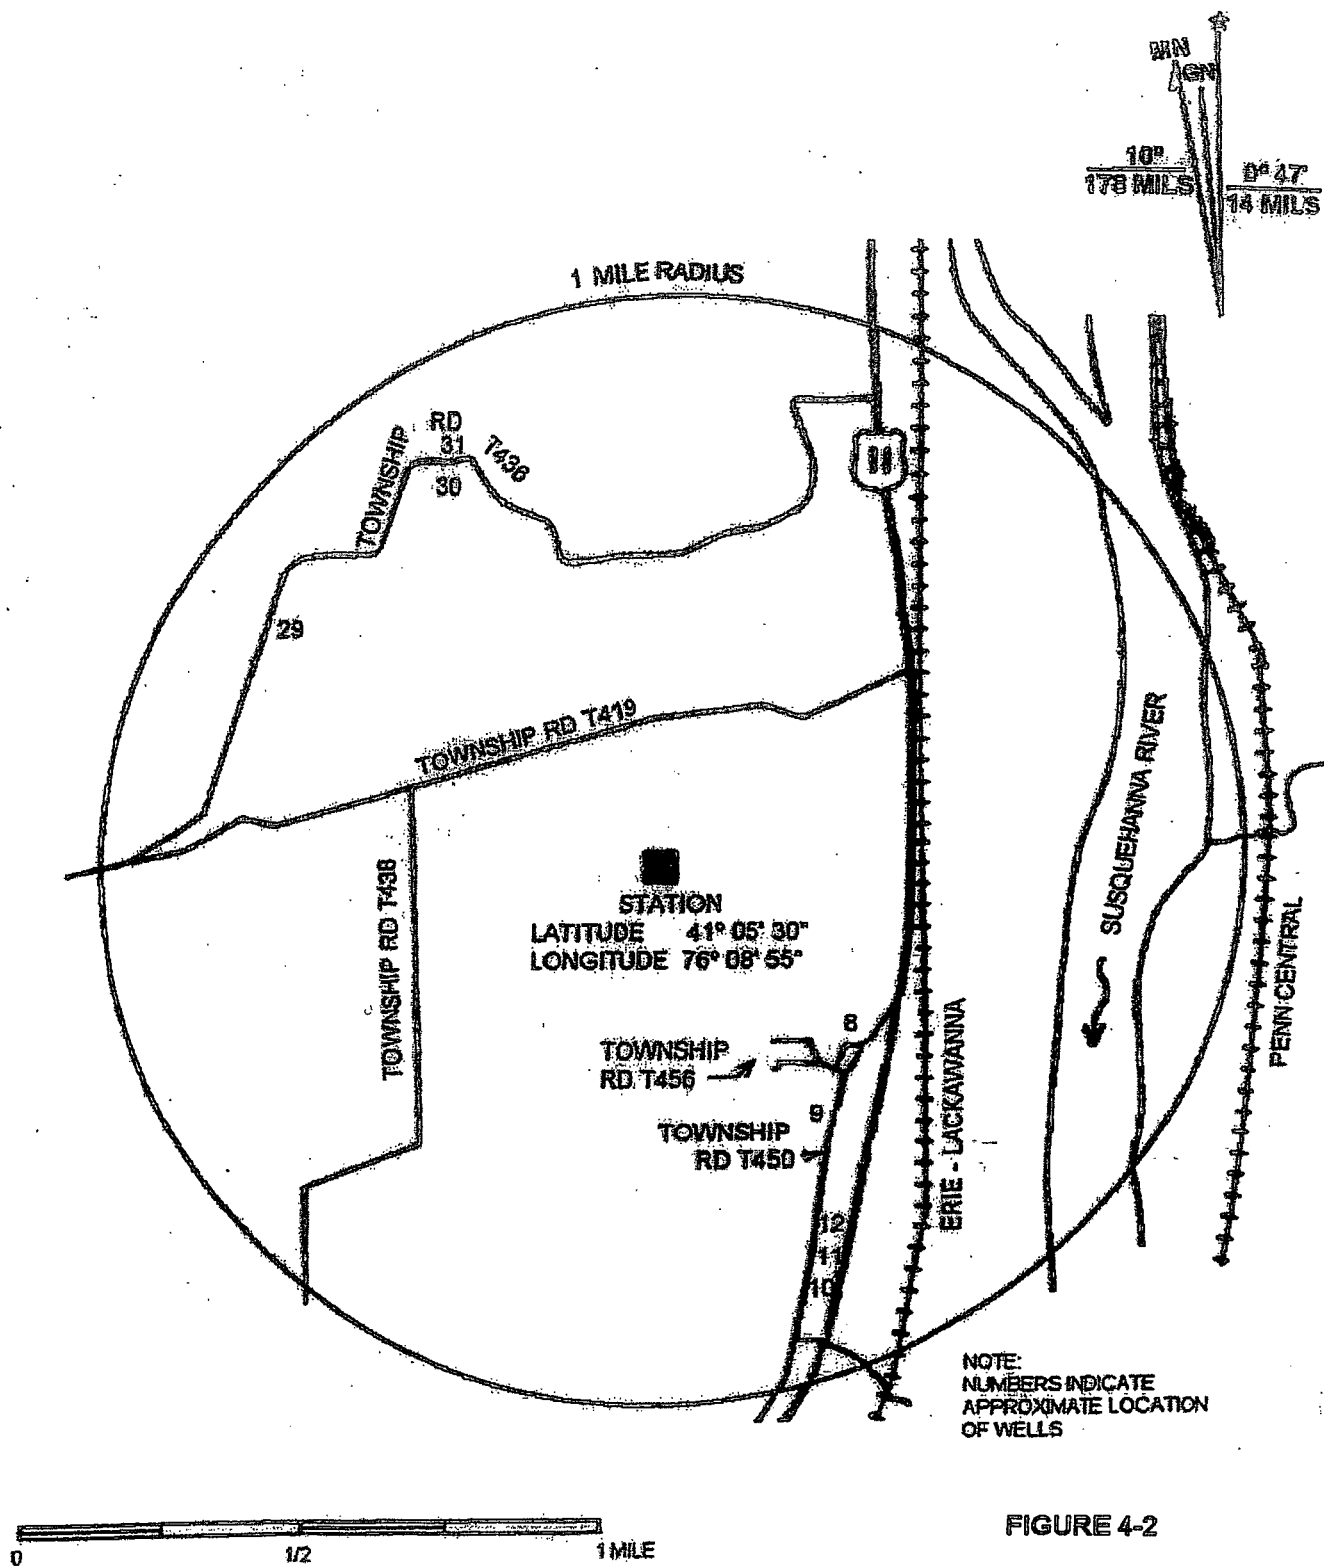 MN
GN
10°
178 MILS
0° 47'
14 MILS
1 MILE RADIUS
TOWNSHIP RD T436
31
30
11
29
TOWNSHIP RD T419
TOWNSHIP RD T438
STATION
LATITUDE 41° 05' 30"
LONGITUDE 76° 08' 55"
SUSQUEHANNA RIVER
PENN CENTRAL
ERIE - LACKAWANNA
8
TOWNSHIP
RD T456
9
TOWNSHIP
RD T450
12
11
10
NOTE:
NUMBERS INDICATE
APPROXIMATE LOCATION
OF WELLS
0
1/2
1 MILE
FIGURE 4-2